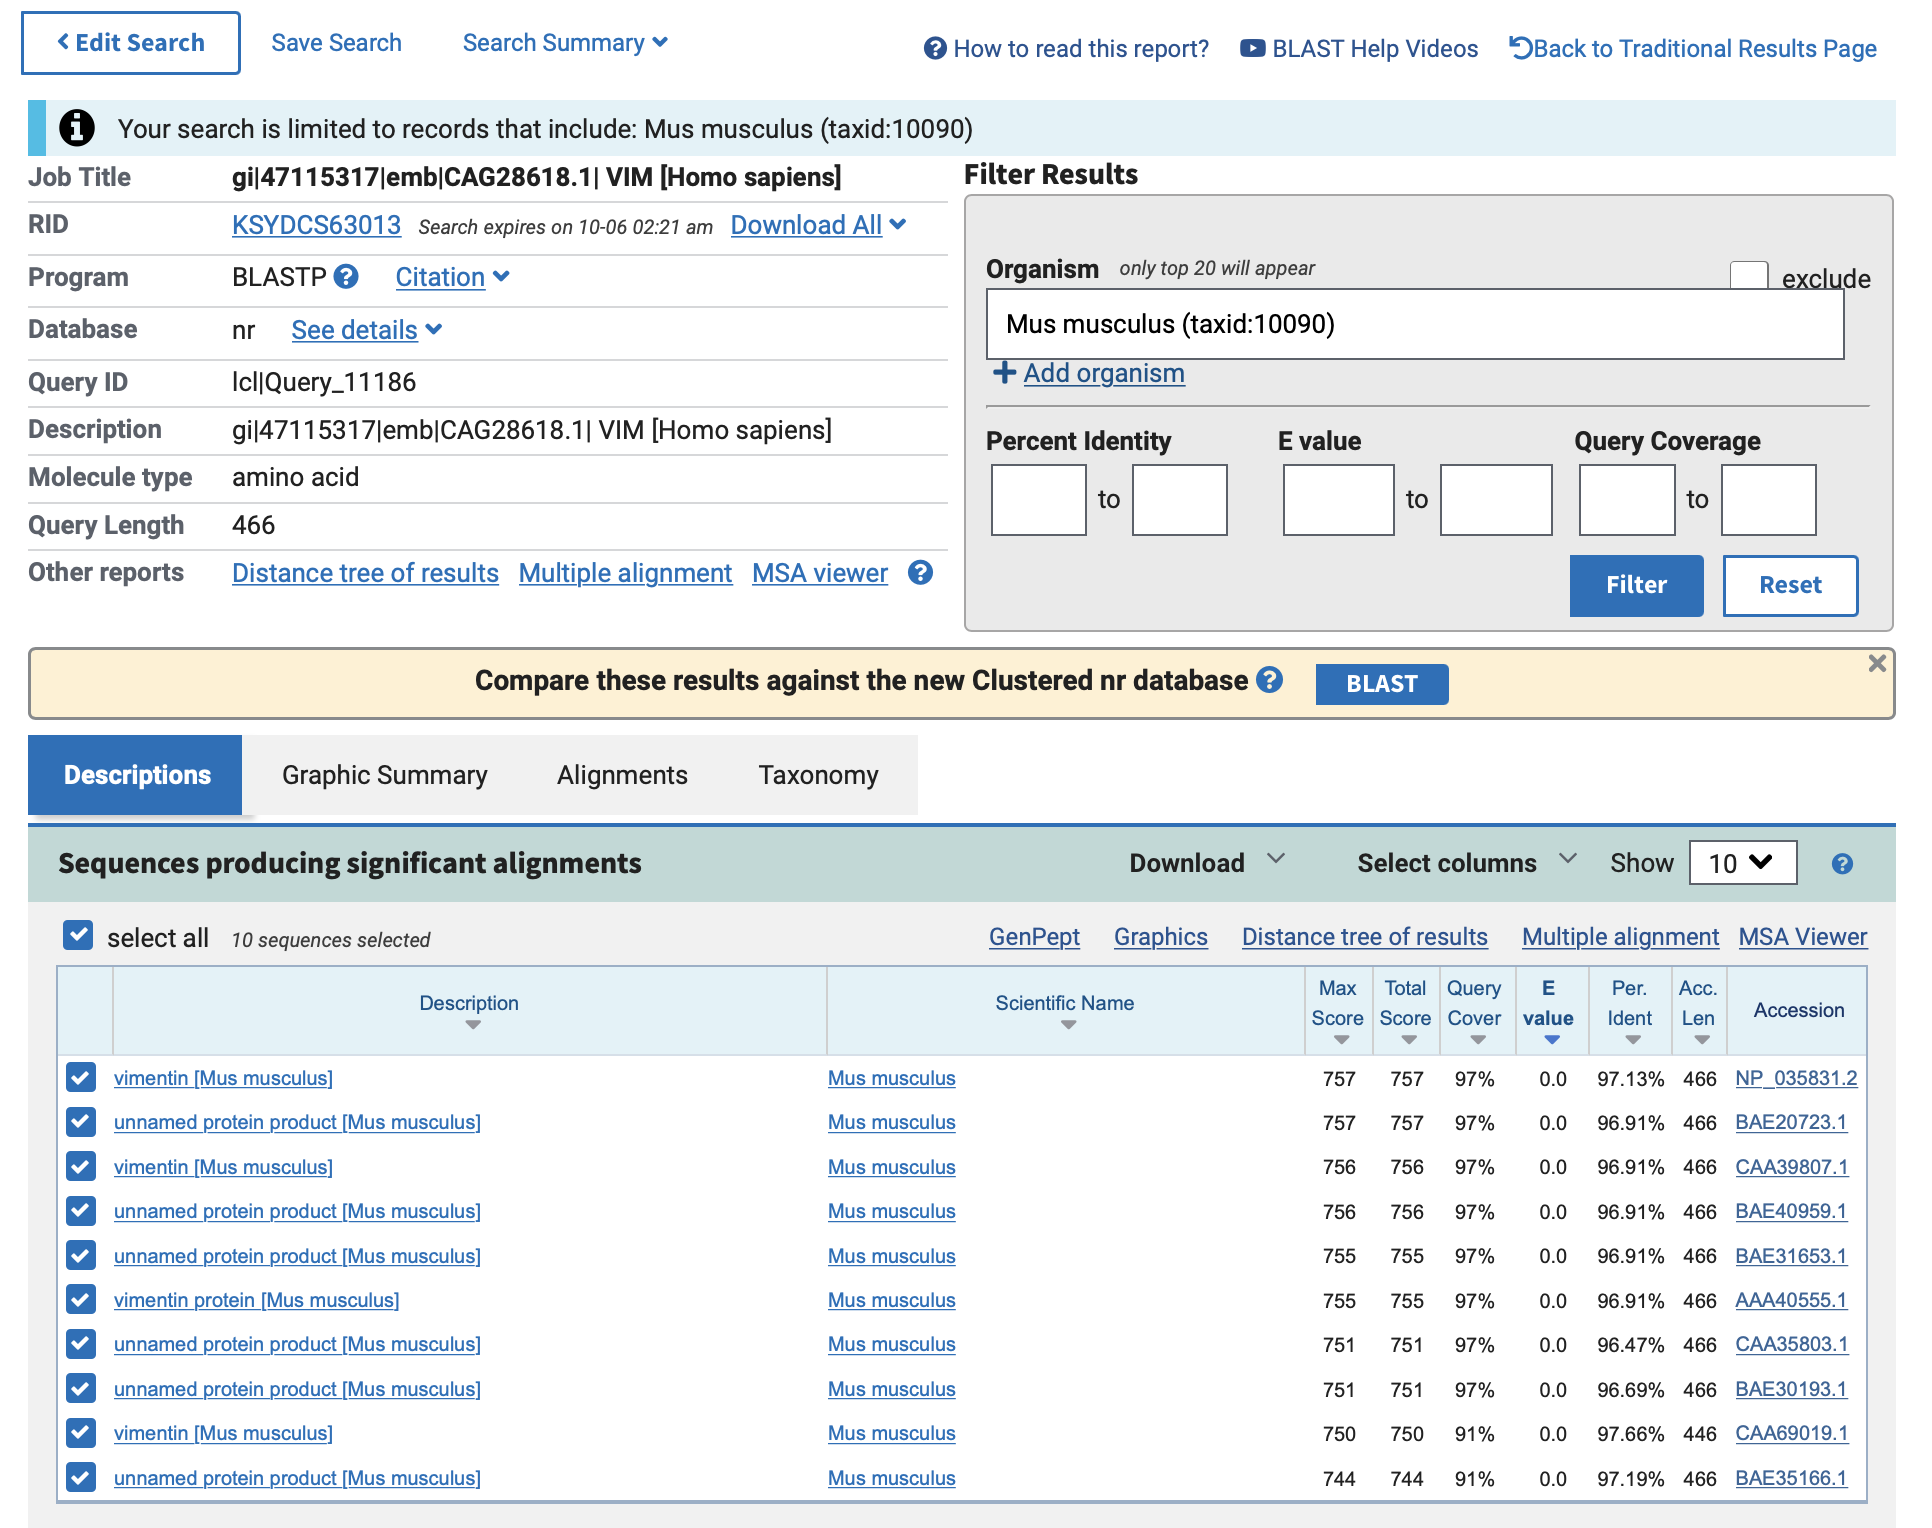 Edit Search Save Search Search Summary How to read this report? BLAST Help Videos Back to Traditional Results Page
Your search is limited to records that include: Mus musculus (taxid:10090)
Job Title gi|47115317|emb|CAG28618.1| VIM [Homo sapiens]
RID KSYDCS63013 Search expires on 10-06 02:21 am Download All
Program BLASTP Citation
Database nr See details
Query ID lcl|Query_11186
Description gi|47115317|emb|CAG28618.1| VIM [Homo sapiens]
Molecule type amino acid
Query Length 466
Other reports Distance tree of results Multiple alignment MSA viewer
Filter Results
Organism only top 20 will appear exclude
Mus musculus (taxid:10090)
Add organism
Percent Identity E value Query Coverage
to to to
Filter Reset
Compare these results against the new Clustered nr database BLAST
Descriptions Graphic Summary Alignments Taxonomy
Sequences producing significant alignments Download Select columns Show 10
select all 10 sequences selected GenPept Graphics Distance tree of results Multiple alignment MSA Viewer
Description Scientific Name Max Score Total Score Query Cover E value Per. Ident Acc. Len Accession
vimentin [Mus musculus] Mus musculus 757 757 97% 0.0 97.13% 466 NP_035831.2
unnamed protein product [Mus musculus] Mus musculus 757 757 97% 0.0 96.91% 466 BAE20723.1
vimentin [Mus musculus] Mus musculus 756 756 97% 0.0 96.91% 466 CAA39807.1
unnamed protein product [Mus musculus] Mus musculus 756 756 97% 0.0 96.91% 466 BAE40959.1
unnamed protein product [Mus musculus] Mus musculus 755 755 97% 0.0 96.91% 466 BAE31653.1
vimentin protein [Mus musculus] Mus musculus 755 755 97% 0.0 96.91% 466 AAA40555.1
unnamed protein product [Mus musculus] Mus musculus 751 751 97% 0.0 96.47% 466 CAA35803.1
unnamed protein product [Mus musculus] Mus musculus 751 751 97% 0.0 96.69% 466 BAE30193.1
vimentin [Mus musculus] Mus musculus 750 750 91% 0.0 97.66% 446 CAA69019.1
unnamed protein product [Mus musculus] Mus musculus 744 744 91% 0.0 97.19% 466 BAE35166.1